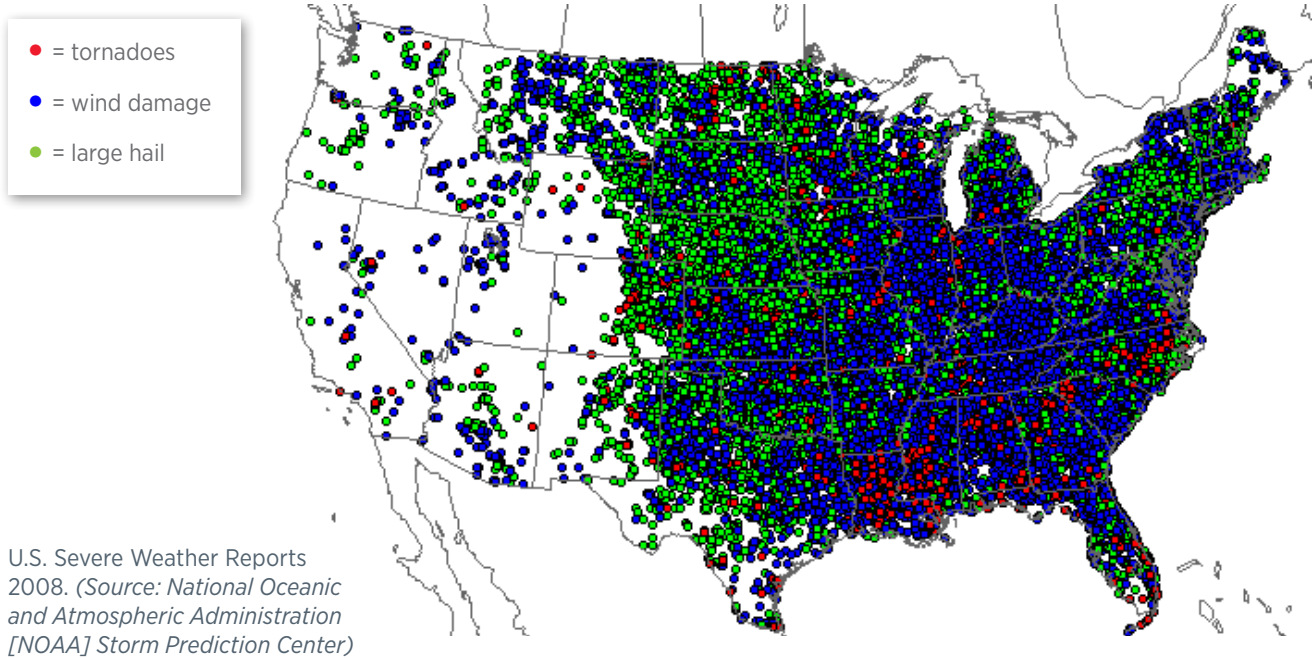 = tornadoes
= wind damage
= large hail
U.S. Severe Weather Reports
2008. (Source: National Oceanic
and Atmospheric Administration
[NOAA] Storm Prediction Center)